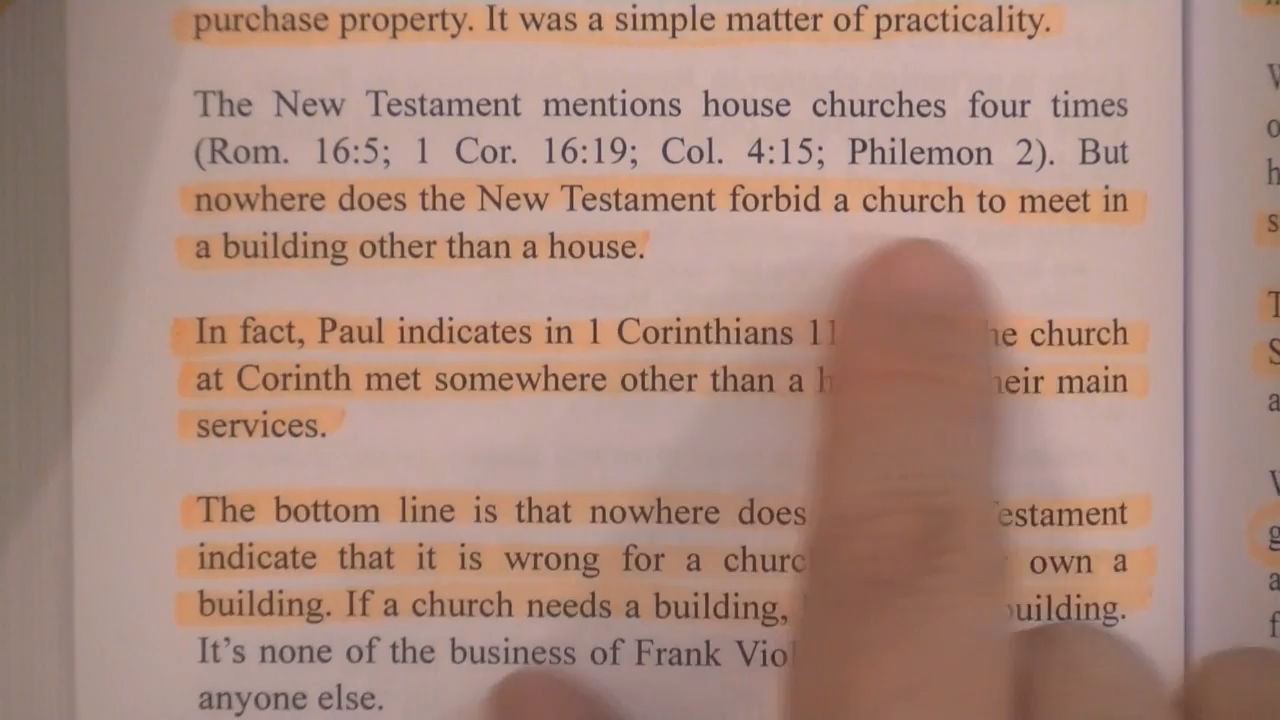 purchase property. It was a simple matter of practicality.
The New Testament mentions house churches four times
(Rom. 16:5; 1 Cor. 16:19; Col. 4:15; Philemon 2). But
nowhere does the New Testament forbid a church to meet in
a building other than a house.
In fact, Paul indicates in 1 Corinthians 11 church
at Corinth met somewhere other than a main
services.
The bottom line is that nowhere does
indicate that it is wrong for a own a
building. If a church needs a building,
It's none of the business of Frank
anyone else.